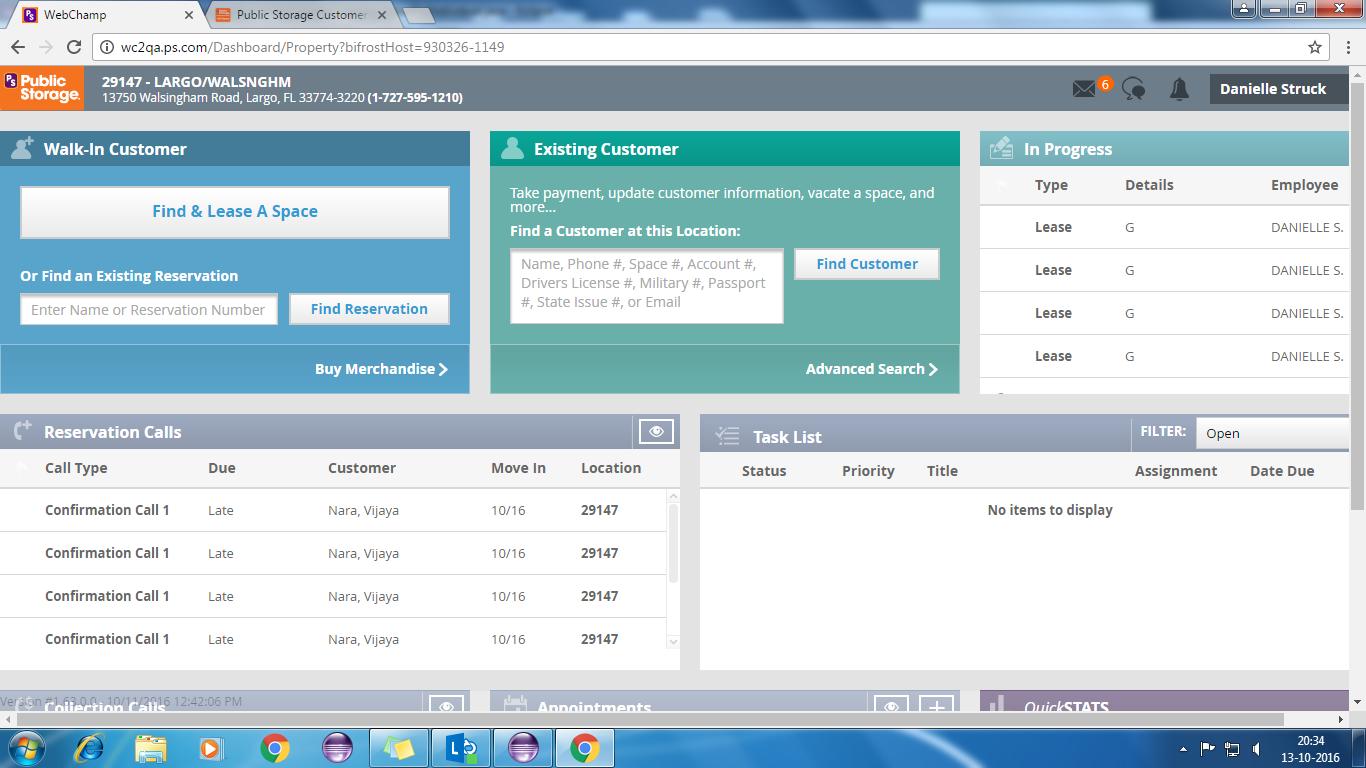 WebChamp
Public Storage Customer
wc2qa.ps.com/Dashboard/Property?bifrostHost=930326-1149
PS Public Storage.
29147 - LARGO/WALSNGHM
13750 Walsingham Road, Largo, FL 33774-3220 (1-727-595-1210)
6
Danielle Struck
Walk-In Customer
Find & Lease A Space
Or Find an Existing Reservation
Enter Name or Reservation Number
Find Reservation
Buy Merchandise
Existing Customer
Take payment, update customer information, vacate a space, and
more...
Find a Customer at this Location:
Name, Phone #, Space #, Account #,
Drivers License #, Military #, Passport
#, State Issue #, or Email
Find Customer
Advanced Search
In Progress
Type Details Employee
Lease G DANIELLE S.
Lease G DANIELLE S.
Lease G DANIELLE S.
Lease G DANIELLE S.
Reservation Calls
Call Type Due Customer Move In Location
Confirmation Call 1 Late Nara, Vijaya 10/16 29147
Confirmation Call 1 Late Nara, Vijaya 10/16 29147
Confirmation Call 1 Late Nara, Vijaya 10/16 29147
Confirmation Call 1 Late Nara, Vijaya 10/16 29147
Task List
FILTER: Open
Status Priority Title Assignment Date Due
No items to display
Version #1.63.0.0 - 10/11/2016 12:42:06 PM
Collection Calls
Appointments
QuickSTATS
20:34
13-10-2016